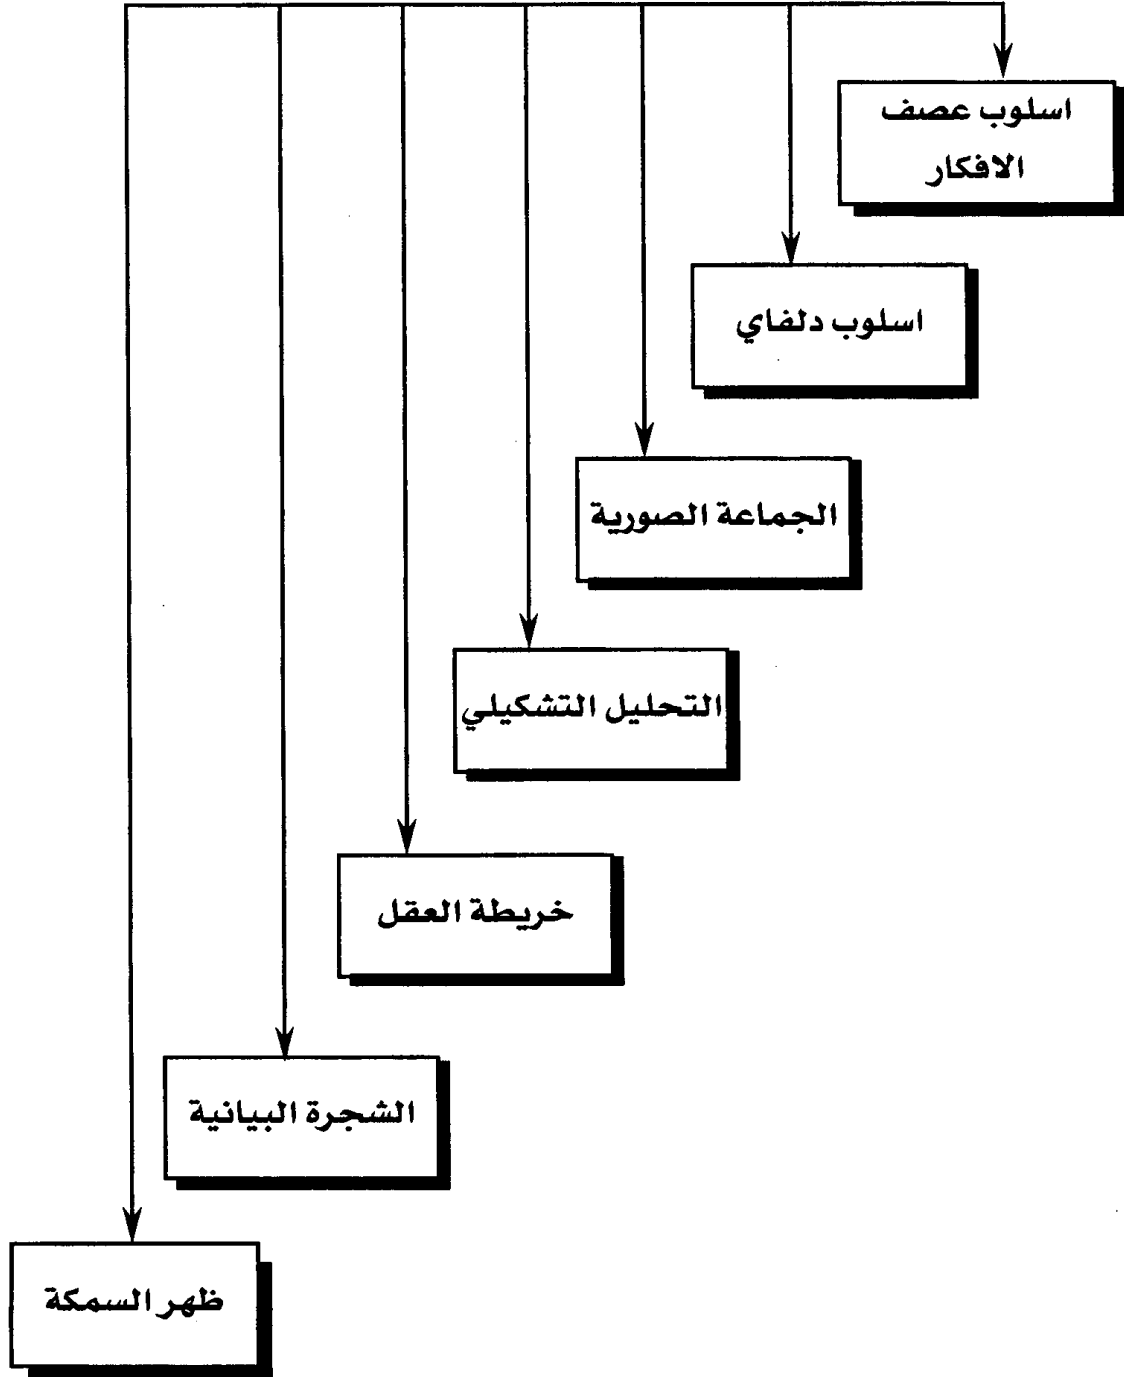 اسلوب عصف
الافكار
اسلوب دلفاي
الجماعة الصورية
التحليل التشكيلي
خريطة العقل
الشجرة البيانية
ظهر السمكة